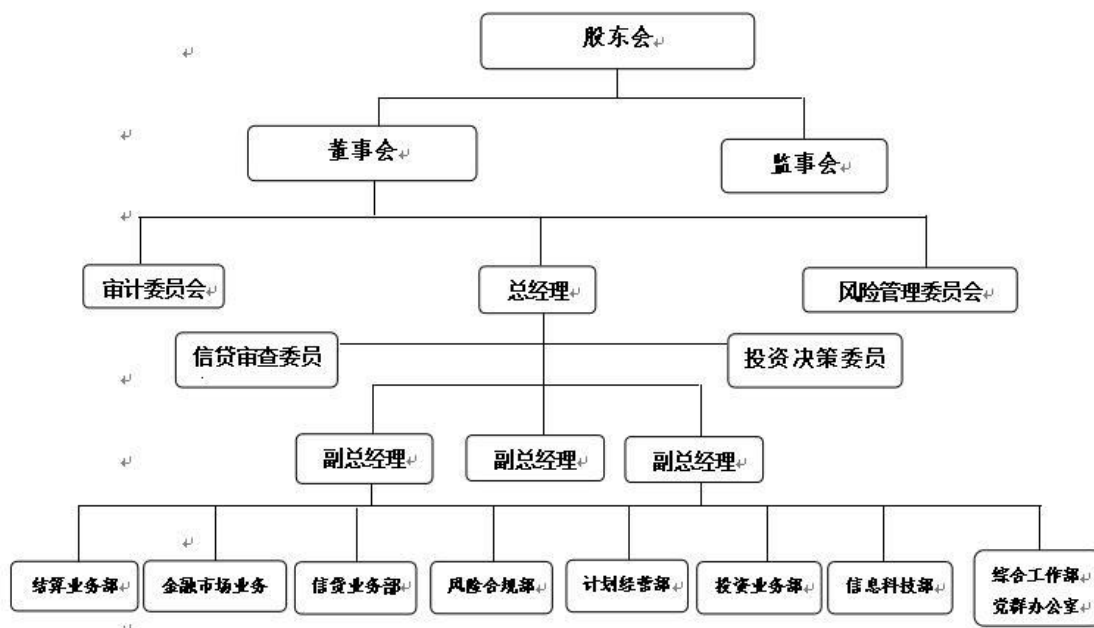 股东会
董事会
监事会
审计委员会
总经理
风险管理委员会
信贷审查委员
投资决策委员
副总经理
副总经理
副总经理
结算业务部
金融市场业务
信贷业务部
风险合规部
计划经营部
投资业务部
信息科技部
综合工作部
党群办公室